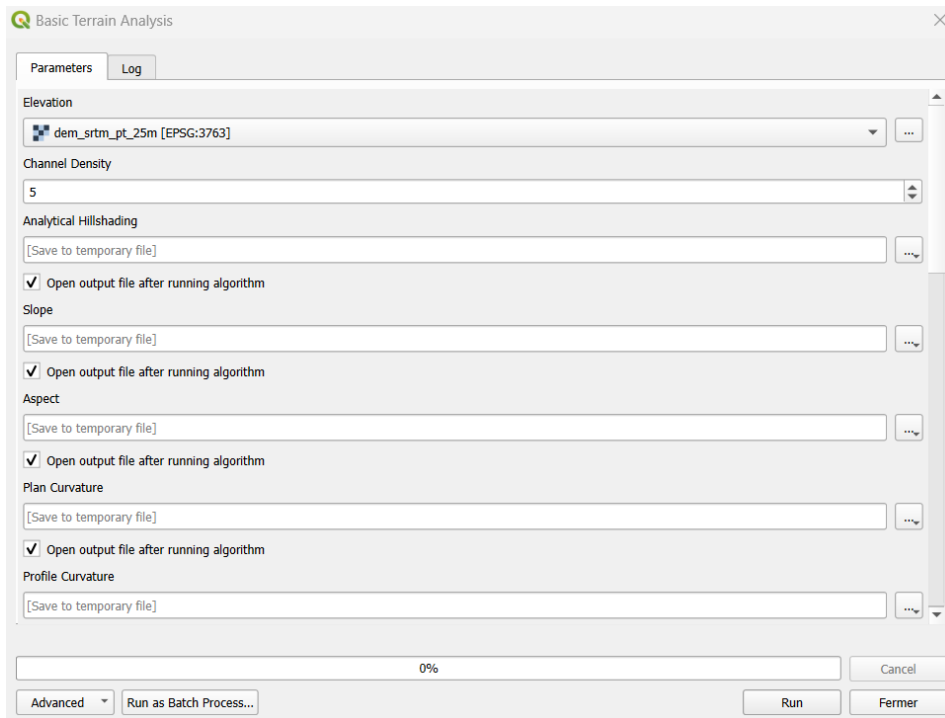 Basic Terrain Analysis
Parameters Log
Elevation
dem_srtm_pt_25m [EPSG:3763]
...
Channel Density
5
Analytical Hillshading
[Save to temporary file]
...
Open output file after running algorithm
Slope
[Save to temporary file]
...
Open output file after running algorithm
Aspect
[Save to temporary file]
...
Open output file after running algorithm
Plan Curvature
[Save to temporary file]
...
Open output file after running algorithm
Profile Curvature
[Save to temporary file]
...
0% Cancel
Advanced Run as Batch Process... Run Fermer